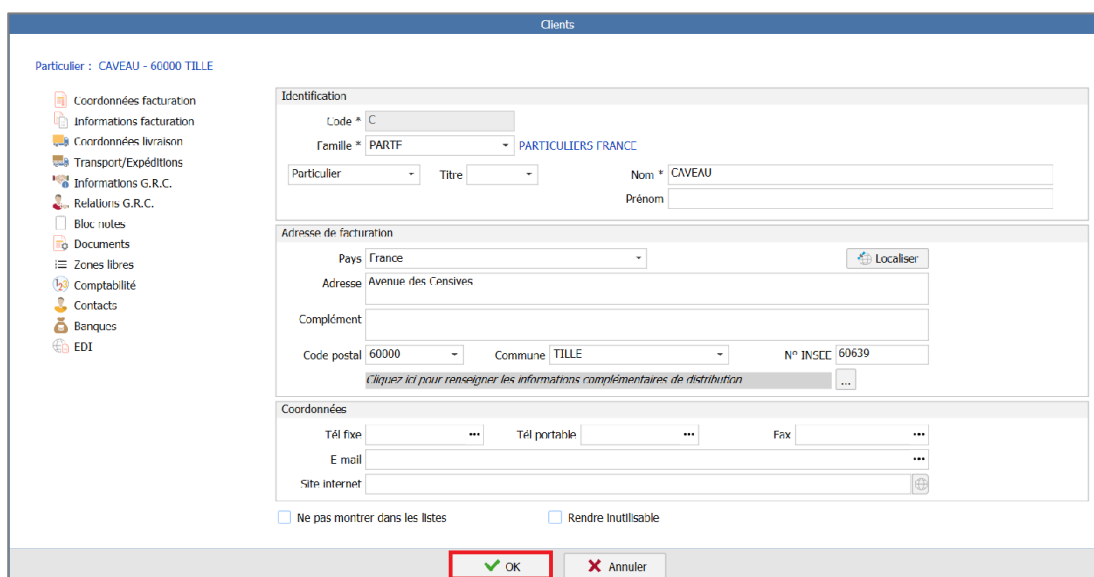 Clients
Particulier : CAVEAU - 60000 TILLE
Coordonnées facturation
Informations facturation
Coordonnées livraison
Transport/Expéditions
Informations G.R.C.
Relations G.R.C.
Bloc notes
Documents
Zones libres
Comptabilité
Contacts
Banques
EDI
Identification
Code * C
Famille * PARTF PARTICULIERS FRANCE
Particulier Titre Nom * CAVEAU
Prénom
Adresse de facturation
Pays France Localiser
Adresse Avenue des Censives
Complément
Code postal 60000 Commune TILLE N° INSEE 60639
Cliquez ici pour renseigner les informations complémentaires de distribution ...
Coordonnées
Tél fixe ... Tél portable ... Fax ...
E mail ...
Site internet
Ne pas montrer dans les listes Rendre inutilisable
OK Annuler